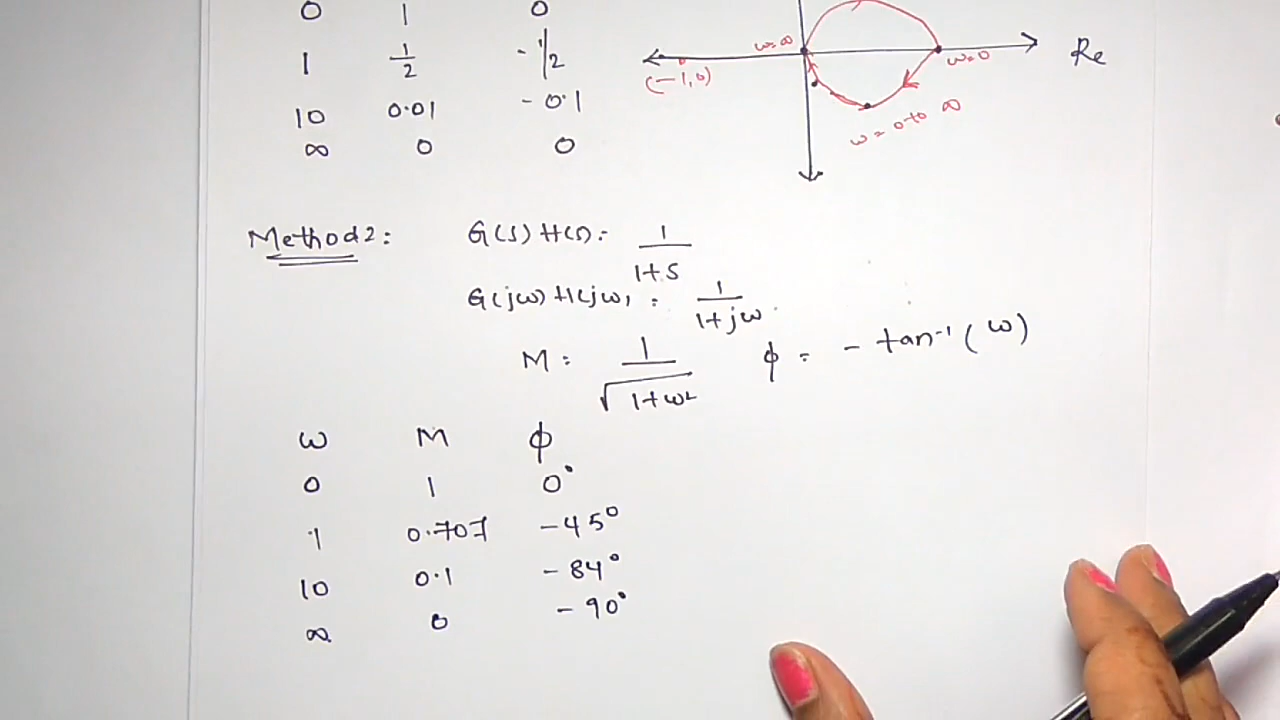 0 1 0
1 1/2 -1/2
10 0.01 -0.1
∞ 0 0
ω=∞
ω=0
Re
(-1,0)
ω = 0 to ∞
Method 2: G(s) H(s): 1/1+s
G(jω) H(jω) : 1/1+jω
M : 1/√1+ω² ϕ = - tan⁻¹(ω)
ω M ϕ
0 1 0°
1 0.707 -45°
10 0.1 -84°
∞ 0 -90°